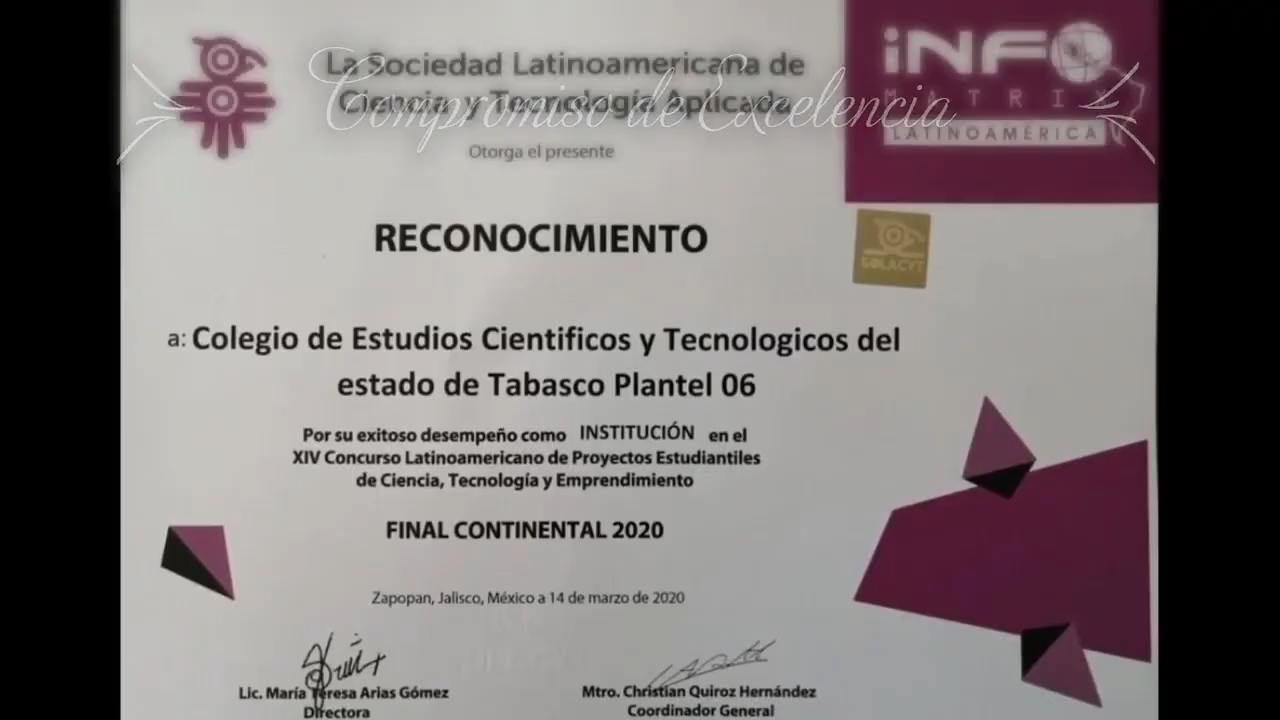 La Sociedad Latinoamericana de
Ciencia y Tecnología Aplicada
Compromiso de Excelencia
Otorga el presente
INFO
MATRIX
LATINOAMÉRICA
RECONOCIMIENTO
SOLACYT
a: Colegio de Estudios Cientificos y Tecnologicos del
estado de Tabasco Plantel 06
Por su exitoso desempeño como INSTITUCIÓN en el
XIV Concurso Latinoamericano de Proyectos Estudiantiles
de Ciencia, Tecnología y Emprendimiento
FINAL CONTINENTAL 2020
Zapopan, Jalisco, México a 14 de marzo de 2020
Lic. María Teresa Arias Gómez
Directora
Mtro. Christian Quiroz Hernández
Coordinador General